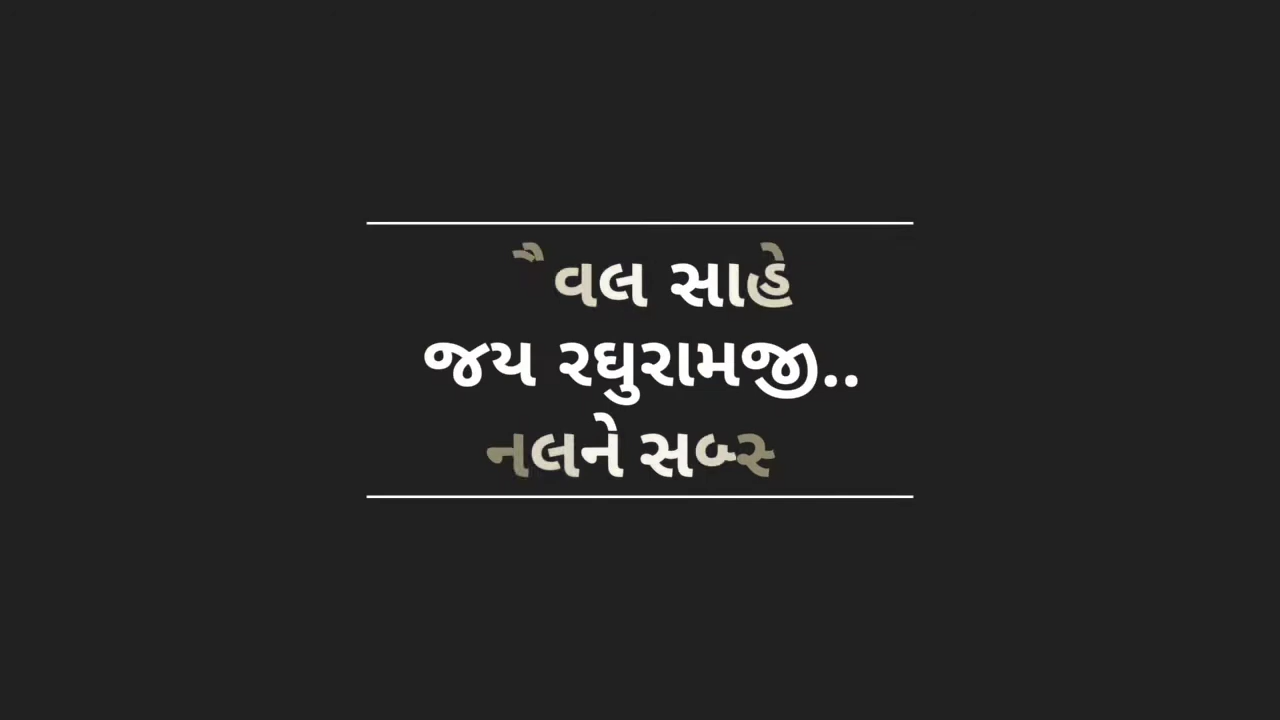 ૈવલ સાહે
જય રઘુરામજી..
નલને સબ્સ